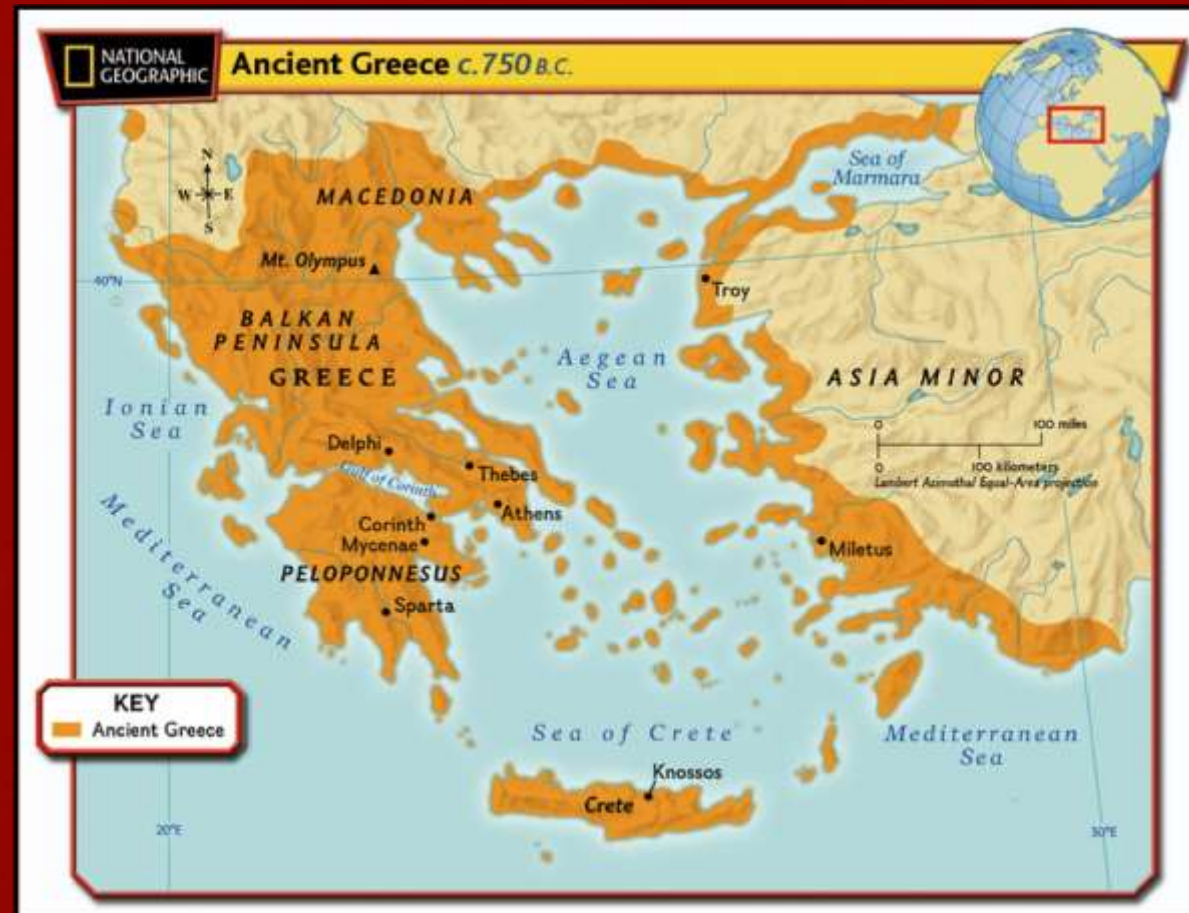 NATIONAL
GEOGRAPHIC
Ancient Greece c. 750 B.C.
Sea of
Marmara
N
W E
S
MACEDONIA
Mt. Olympus
40°N
Troy
BALKAN
PENINSULA
GREECE
Aegean
Sea
ASIA MINOR
Ionian
Sea
0 100 miles
0 100 kilometers
Lambert Azimuthal Equal-Area projection
Delphi
Thebes
Gulf of Corinth
Athens
Corinth
Mycenae
Miletus
Mediterranean
Sea
PELOPONNESUS
Sparta
KEY
Ancient Greece
Sea of Crete
Mediterranean
Sea
Knossos
Crete
20°E
30°E